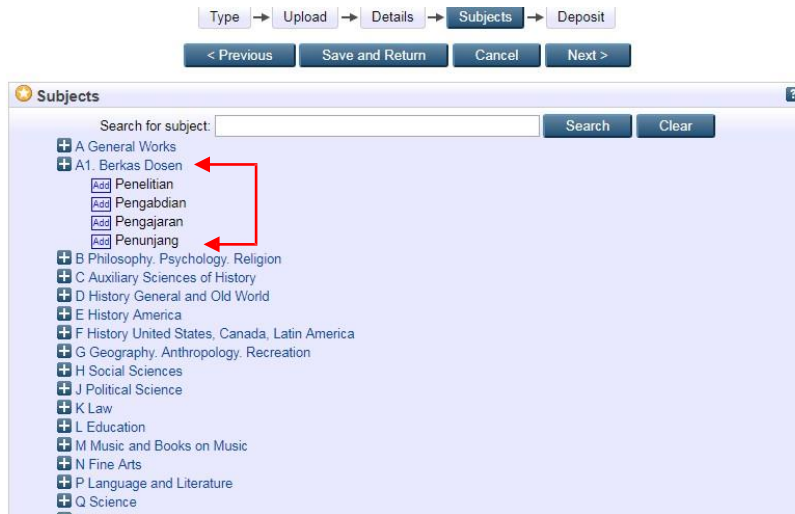 Type Upload Details Subjects Deposit
< Previous Save and Return Cancel Next >
Subjects
Search for subject: Search Clear
A General Works
A1. Berkas Dosen
Add Penelitian
Add Pengabdian
Add Pengajaran
Add Penunjang
B Philosophy. Psychology. Religion
C Auxiliary Sciences of History
D History General and Old World
E History America
F History United States, Canada, Latin America
G Geography. Anthropology. Recreation
H Social Sciences
J Political Science
K Law
L Education
M Music and Books on Music
N Fine Arts
P Language and Literature
Q Science